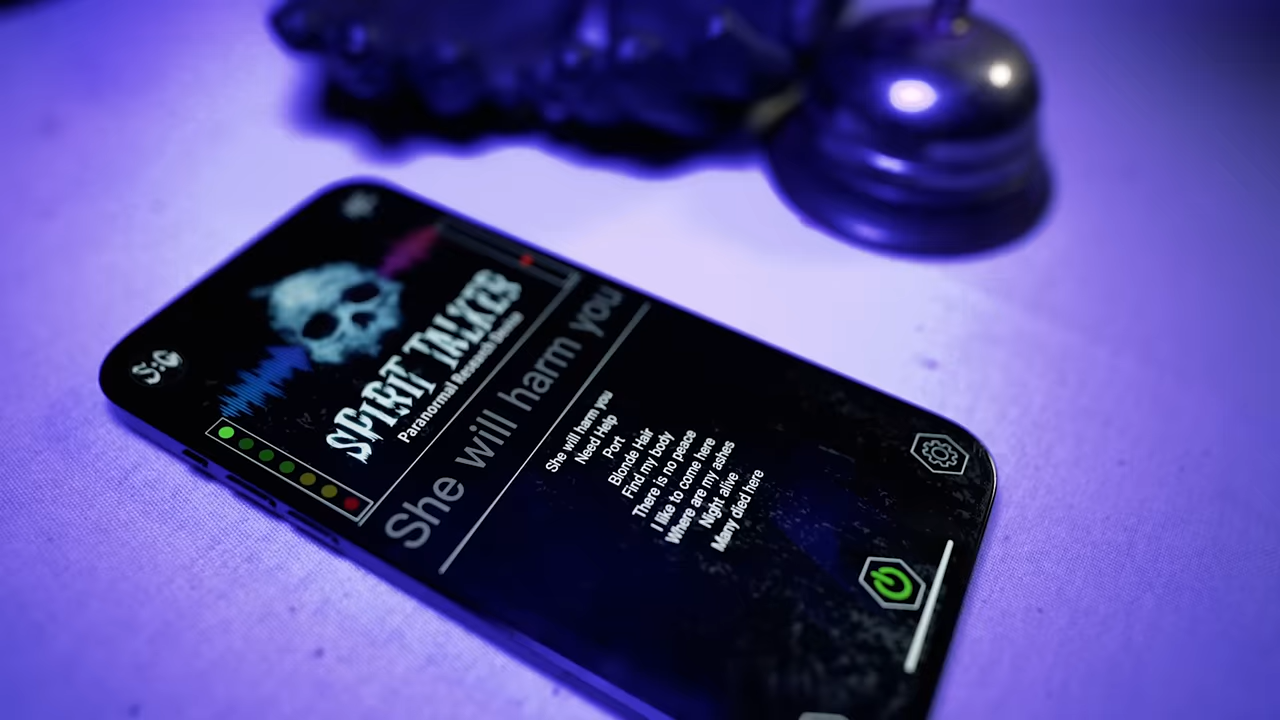 S:G
SPIRIT TALKER
Paranormal Research Demo
She will harm you
She will harm you
Need Help
Port
Blonde Hair
Find my body
There is no peace
I like to come here
Where are my ashes
Night alive
Many died here